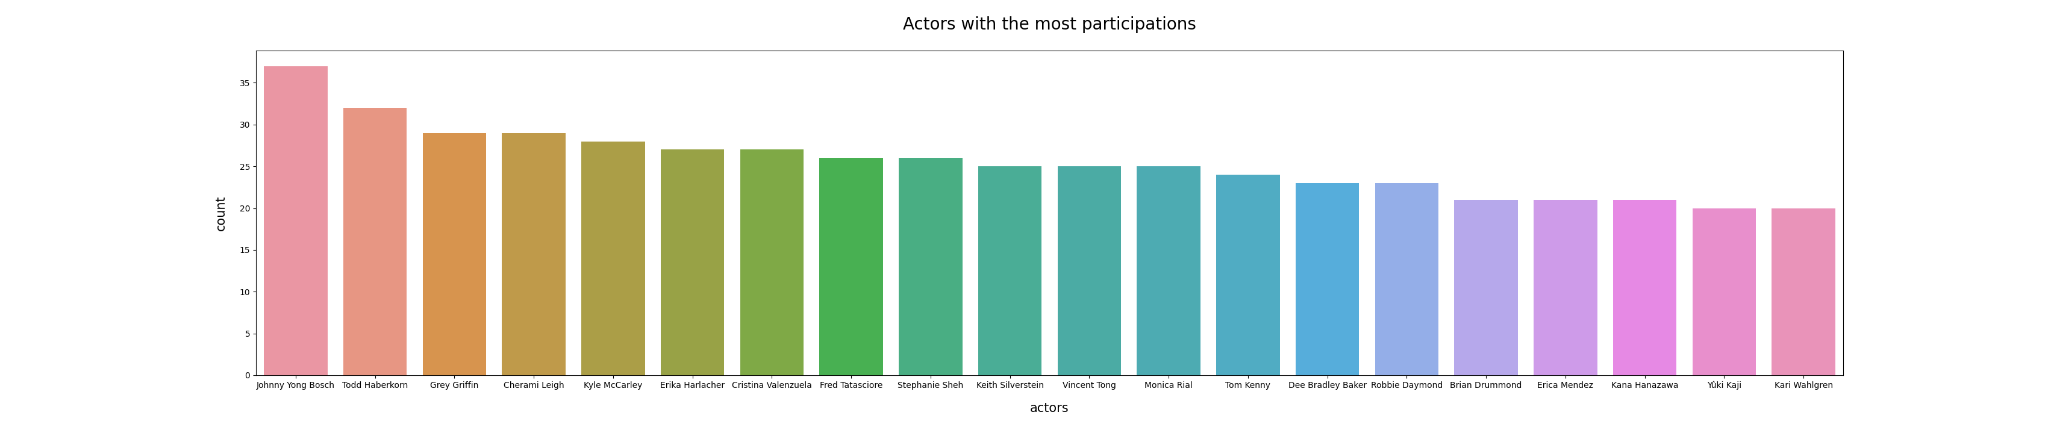 Actors with the most participations
35
30
25
20
15
10
5
0
count
Johnny Yong Bosch Todd Haberkorn Grey Griffin Cherami Leigh Kyle McCarley Erika Harlacher Cristina Valenzuela Fred Tatasciore Stephanie Sheh Keith Silverstein Vincent Tong Monica Rial Tom Kenny Dee Bradley Baker Robbie Daymond Brian Drummond Erica Mendez Kana Hanazawa Yûki Kaji Kari Wahlgren
actors